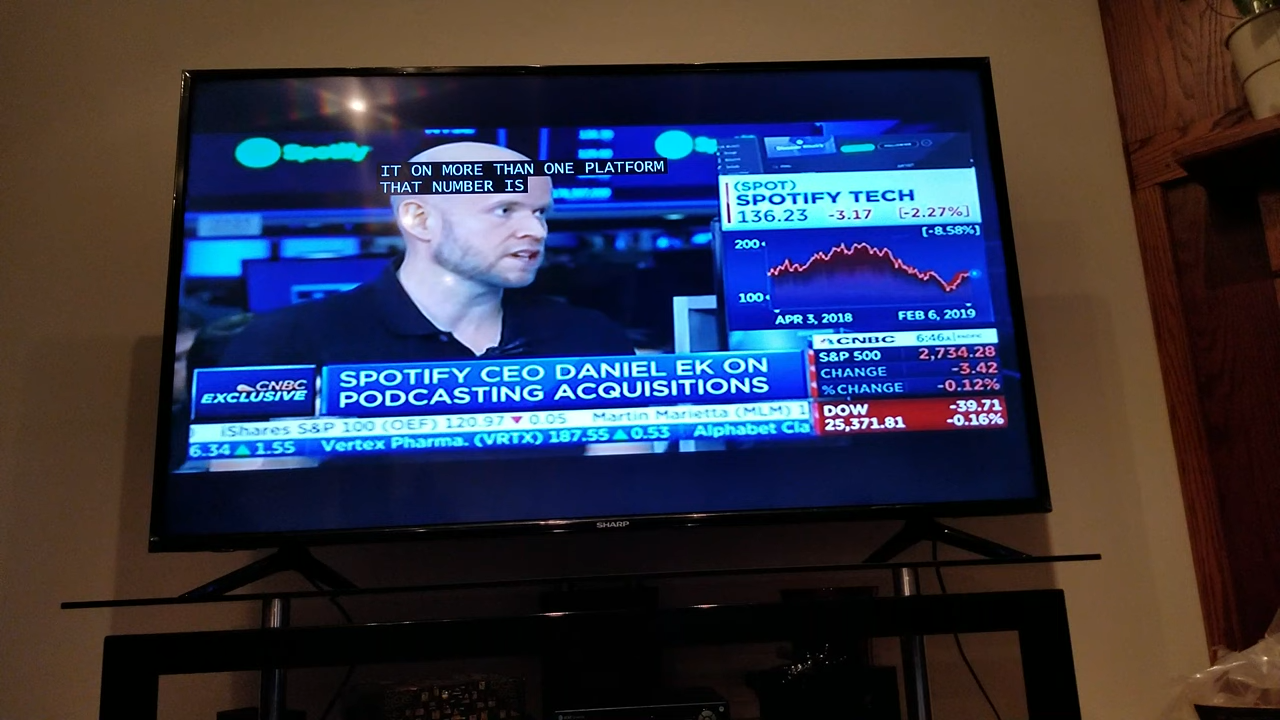 Spotify
IT ON MORE THAN ONE PLATFORM
THAT NUMBER IS
(SPOT)
SPOTIFY TECH
136.23 -3.17 [-2.27%]
[-8.58%]
200
100
APR 3, 2018 FEB 6, 2019
CNBC 6:46A PACIFIC
S&P 500 2,734.28
CHANGE -3.42
% CHANGE -0.12%
DOW -39.71
25,371.81 -0.16%
CNBC
EXCLUSIVE
SPOTIFY CEO DANIEL EK ON
PODCASTING ACQUISITIONS
) iShares S&P 100 (OEF) 120.97 ▼ 0.05 Martin Marietta (MLM) 1
6.34 ▲ 1.55 Vertex Pharma. (VRTX) 187.55 ▲ 0.53 Alphabet Cla
SHARP